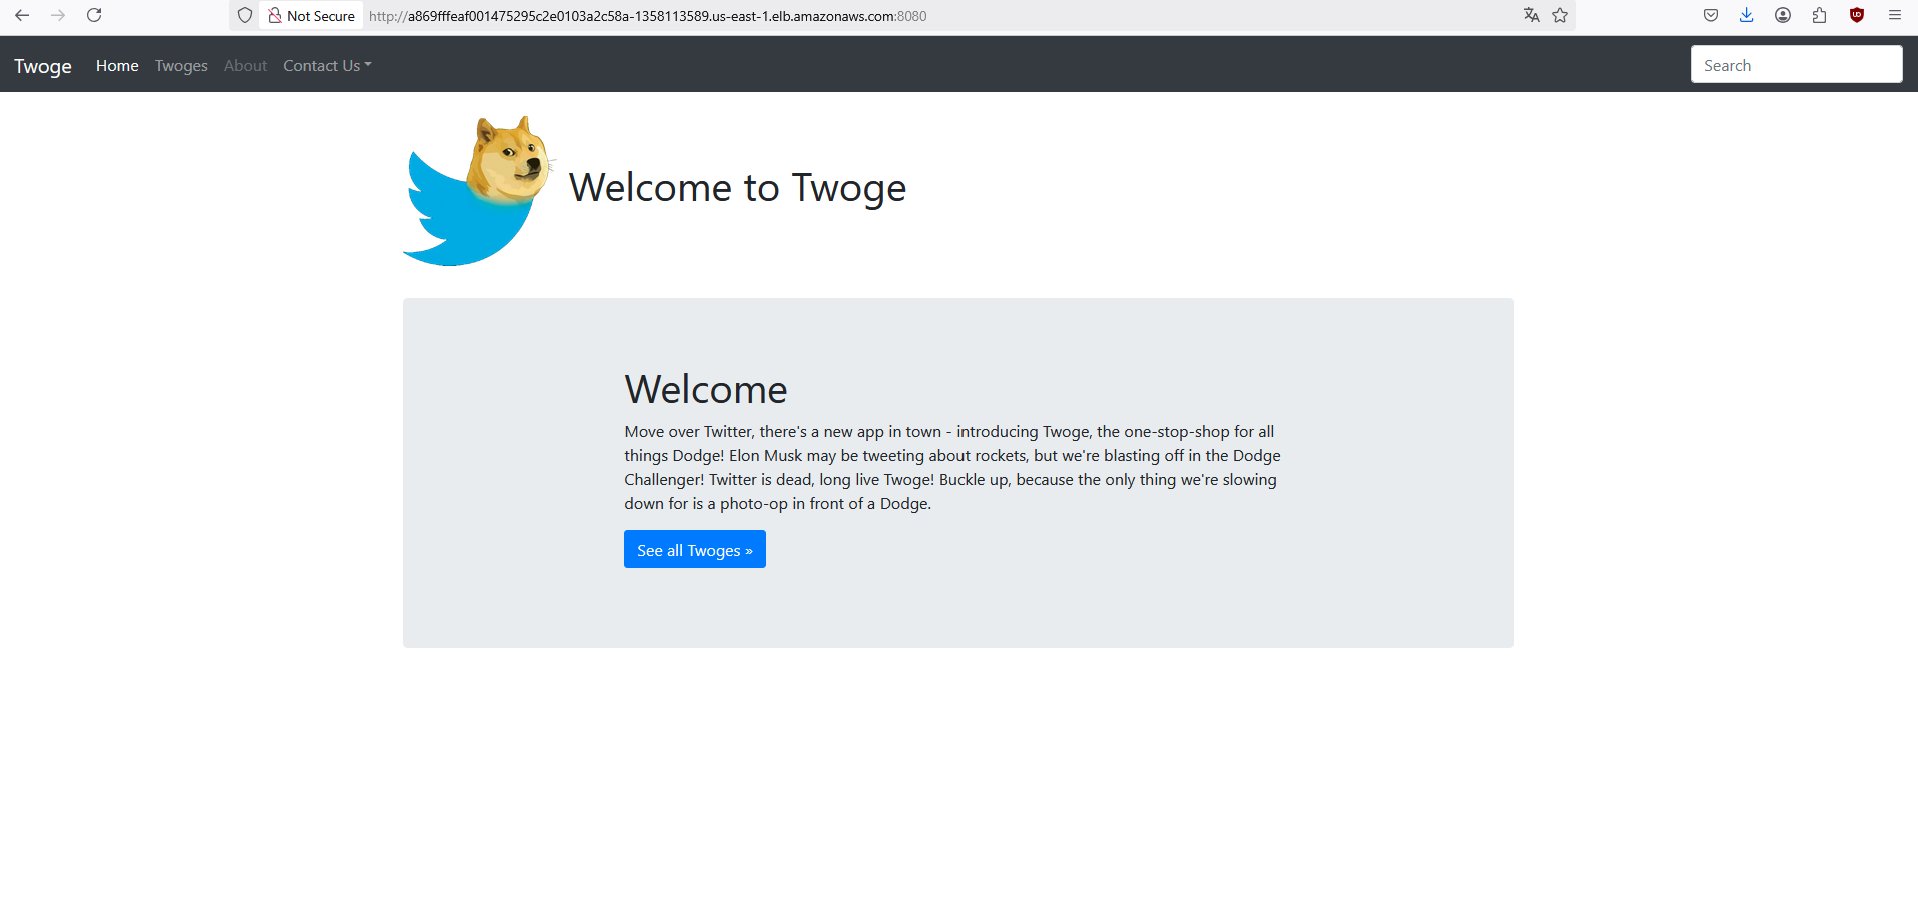 Not Secure http://a869fffeaf001475295c2e0103a2c58a-1358113589.us-east-1.elb.amazonaws.com:8080
Twoge Home Twoges About Contact Us Search
Welcome to Twoge
Welcome
Move over Twitter, there's a new app in town - introducing Twoge, the one-stop-shop for all
things Dodge! Elon Musk may be tweeting about rockets, but we're blasting off in the Dodge
Challenger! Twitter is dead, long live Twoge! Buckle up, because the only thing we're slowing
down for is a photo-op in front of a Dodge.
See all Twoges »